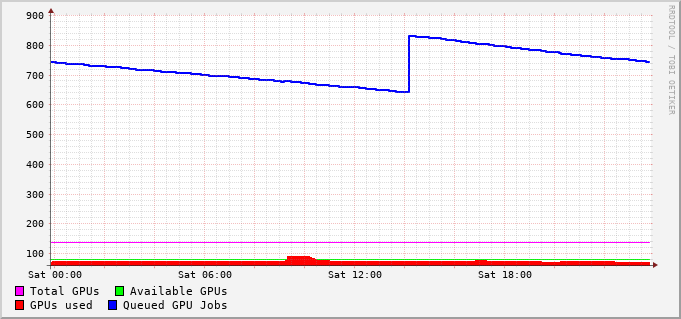 900
800
700
600
500
400
300
200
100
Sat 00:00 Sat 06:00 Sat 12:00 Sat 18:00
Total GPUs Available GPUs
GPUs used Queued GPU Jobs
RRDTOOL / TOBI OETIKER